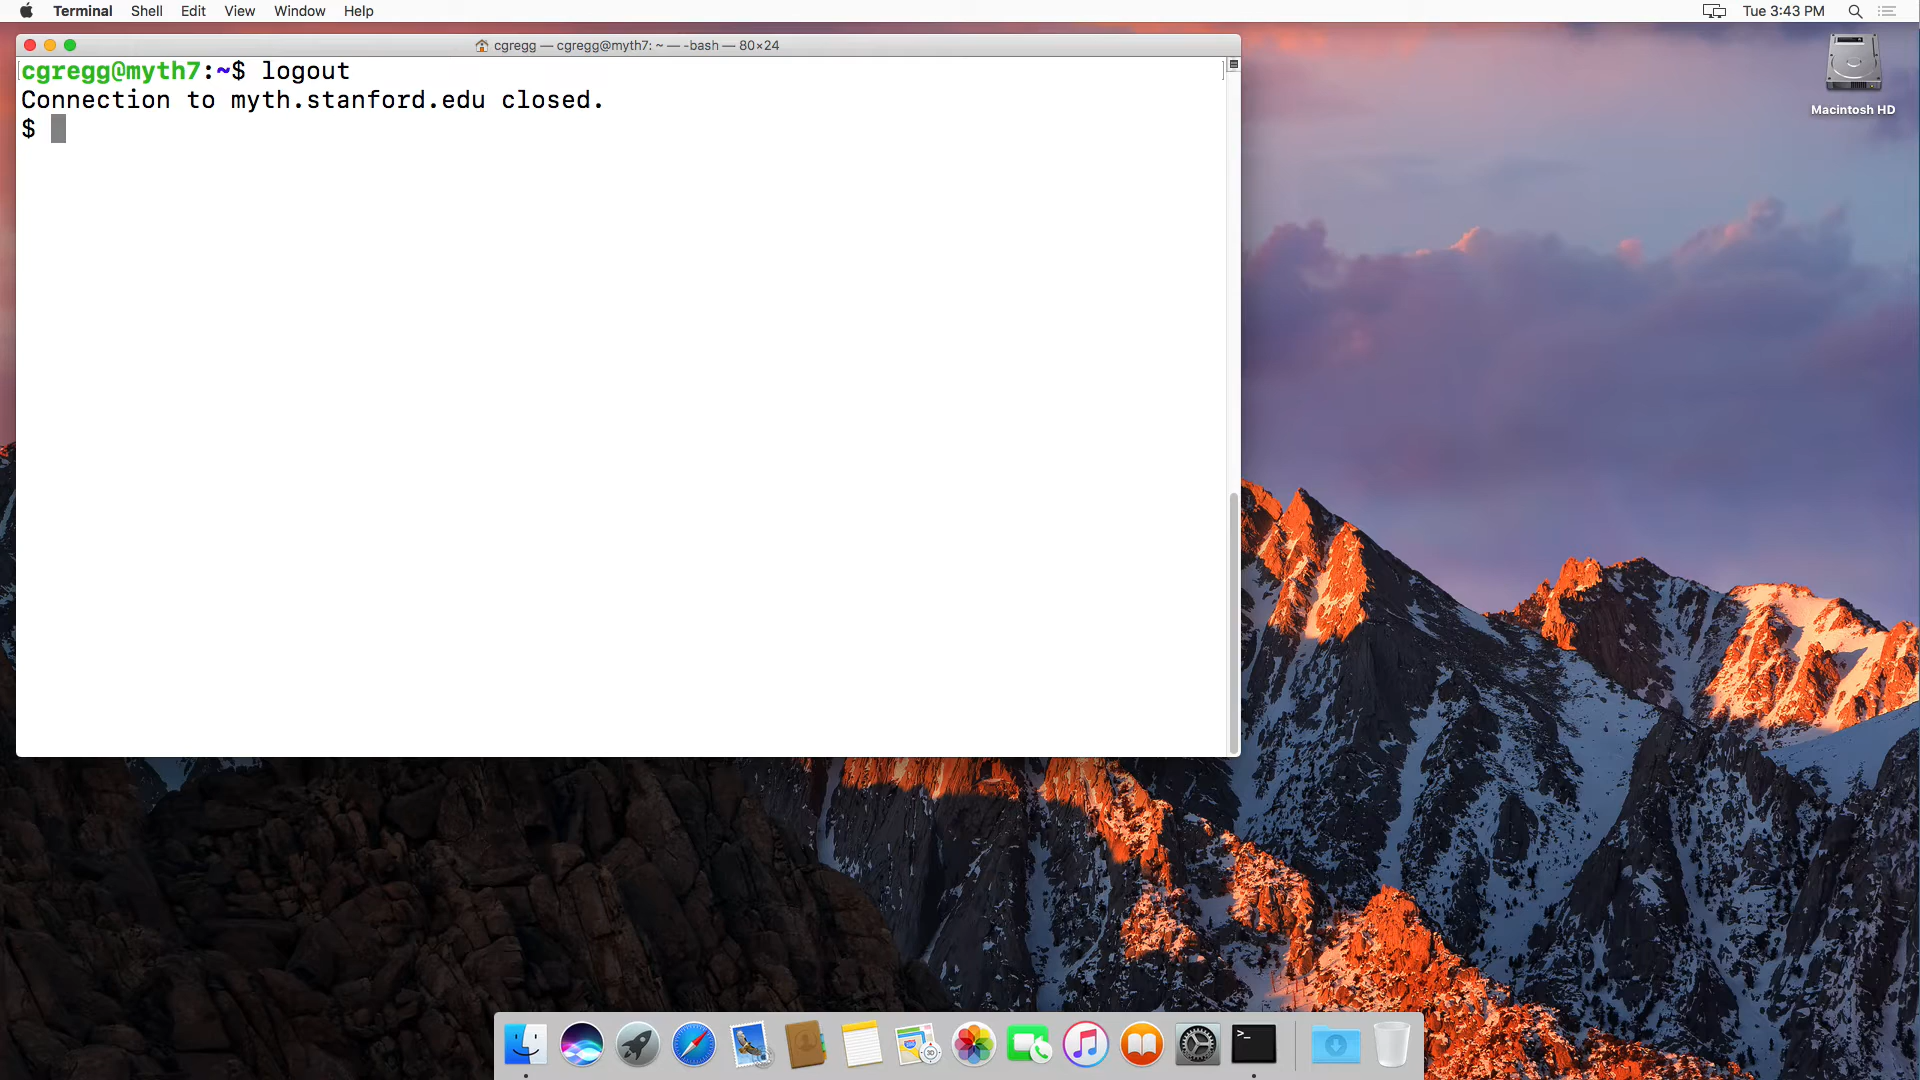 Terminal Shell Edit View Window Help Tue 3:43 PM
cgregg — cgregg@myth7: ~ — -bash — 80×24
cgregg@myth7:~$ logout
Connection to myth.stanford.edu closed.
$
Macintosh HD
>_
3D